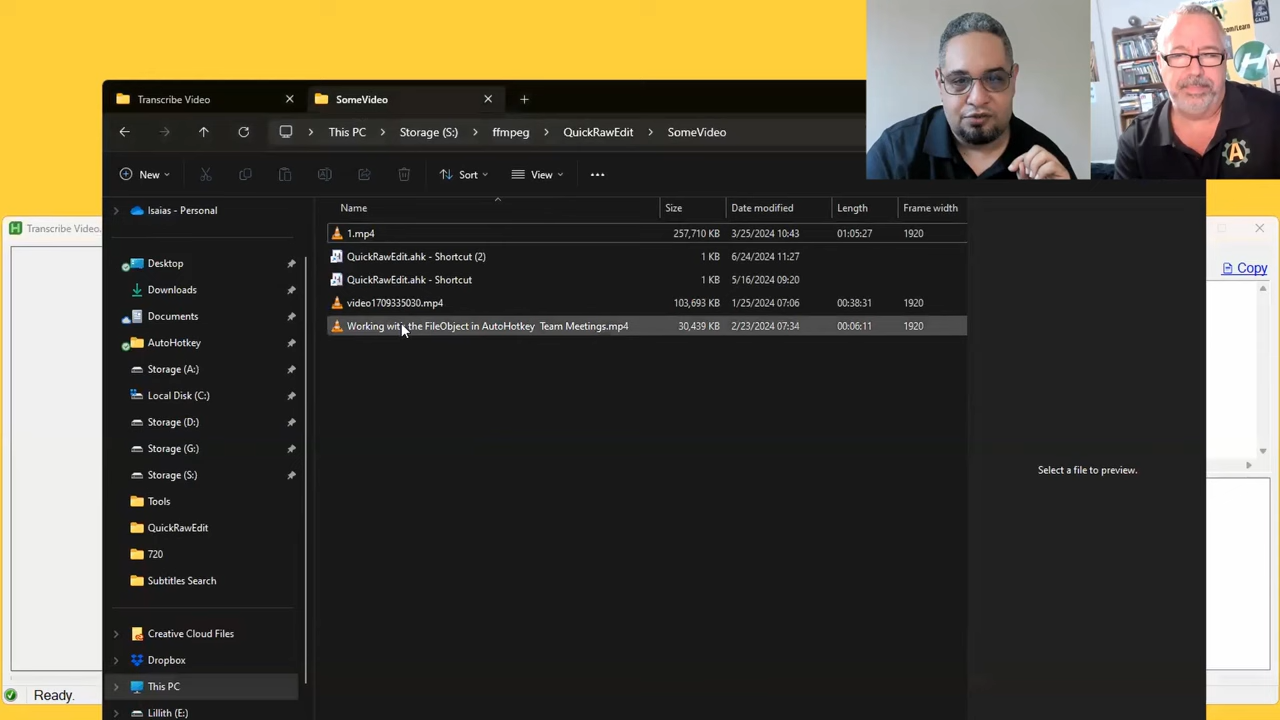 Transcribe Video
SomeVideo
This PC
Storage (S:)
ffmpeg
QuickRawEdit
SomeVideo
New
Sort
View
Name
Size
Date modified
Length
Frame width
1.mp4
257,710 KB
3/25/2024 10:43
01:05:27
1920
QuickRawEdit.ahk - Shortcut (2)
1 KB
6/24/2024 11:27
QuickRawEdit.ahk - Shortcut
1 KB
5/16/2024 09:20
video1709335030.mp4
103,693 KB
1/25/2024 07:06
00:38:31
1920
Working with the FileObject in AutoHotkey Team Meetings.mp4
30,439 KB
2/23/2024 07:34
00:06:11
1920
Isaias - Personal
Desktop
Downloads
Documents
AutoHotkey
Storage (A:)
Local Disk (C:)
Storage (D:)
Storage (G:)
Storage (S:)
Tools
QuickRawEdit
720
Subtitles Search
Creative Cloud Files
Dropbox
This PC
Lillith (E:)
Select a file to preview.
Transcribe Video.
Copy
Ready.